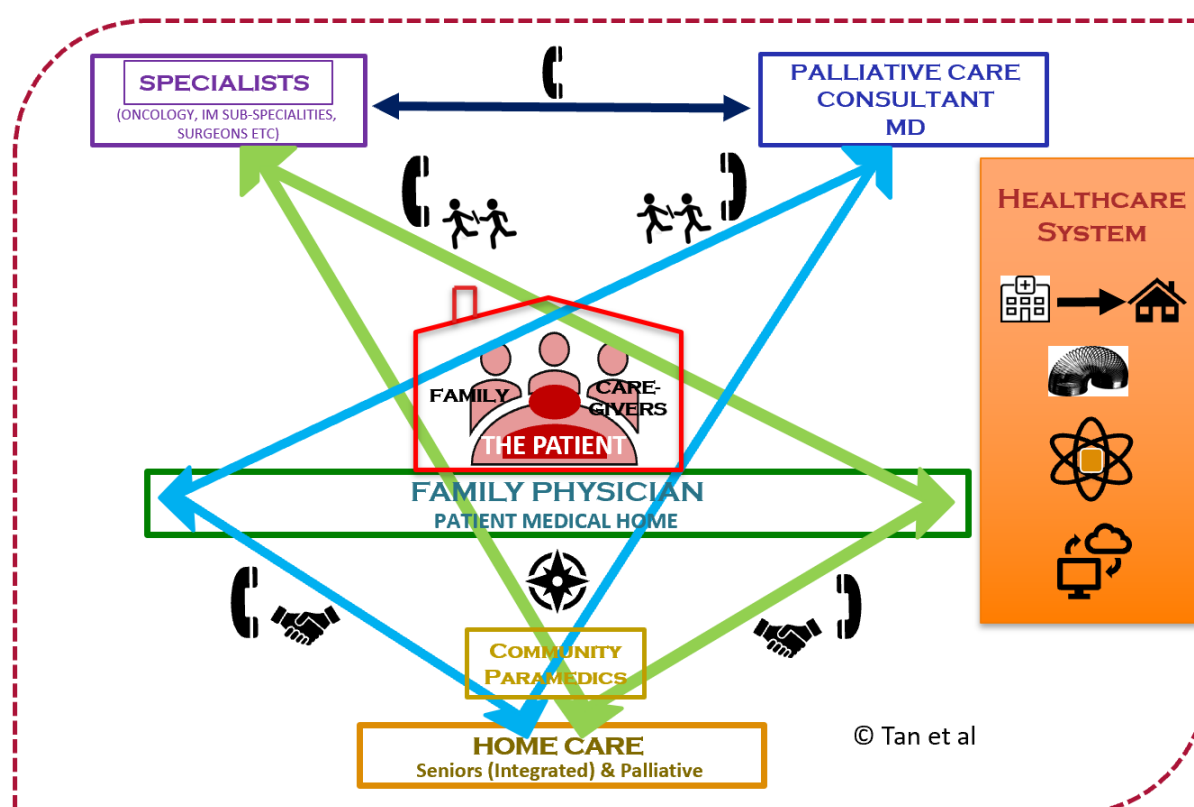 SPECIALISTS
(ONCOLOGY, IM SUB-SPECIALITIES,
SURGEONS ETC)
PALLIATIVE CARE
CONSULTANT
MD
HEALTHCARE
SYSTEM
FAMILY
CARE-
GIVERS
THE PATIENT
FAMILY PHYSICIAN
PATIENT MEDICAL HOME
COMMUNITY
PARAMEDICS
HOME CARE
Seniors (Integrated) & Palliative
© Tan et al